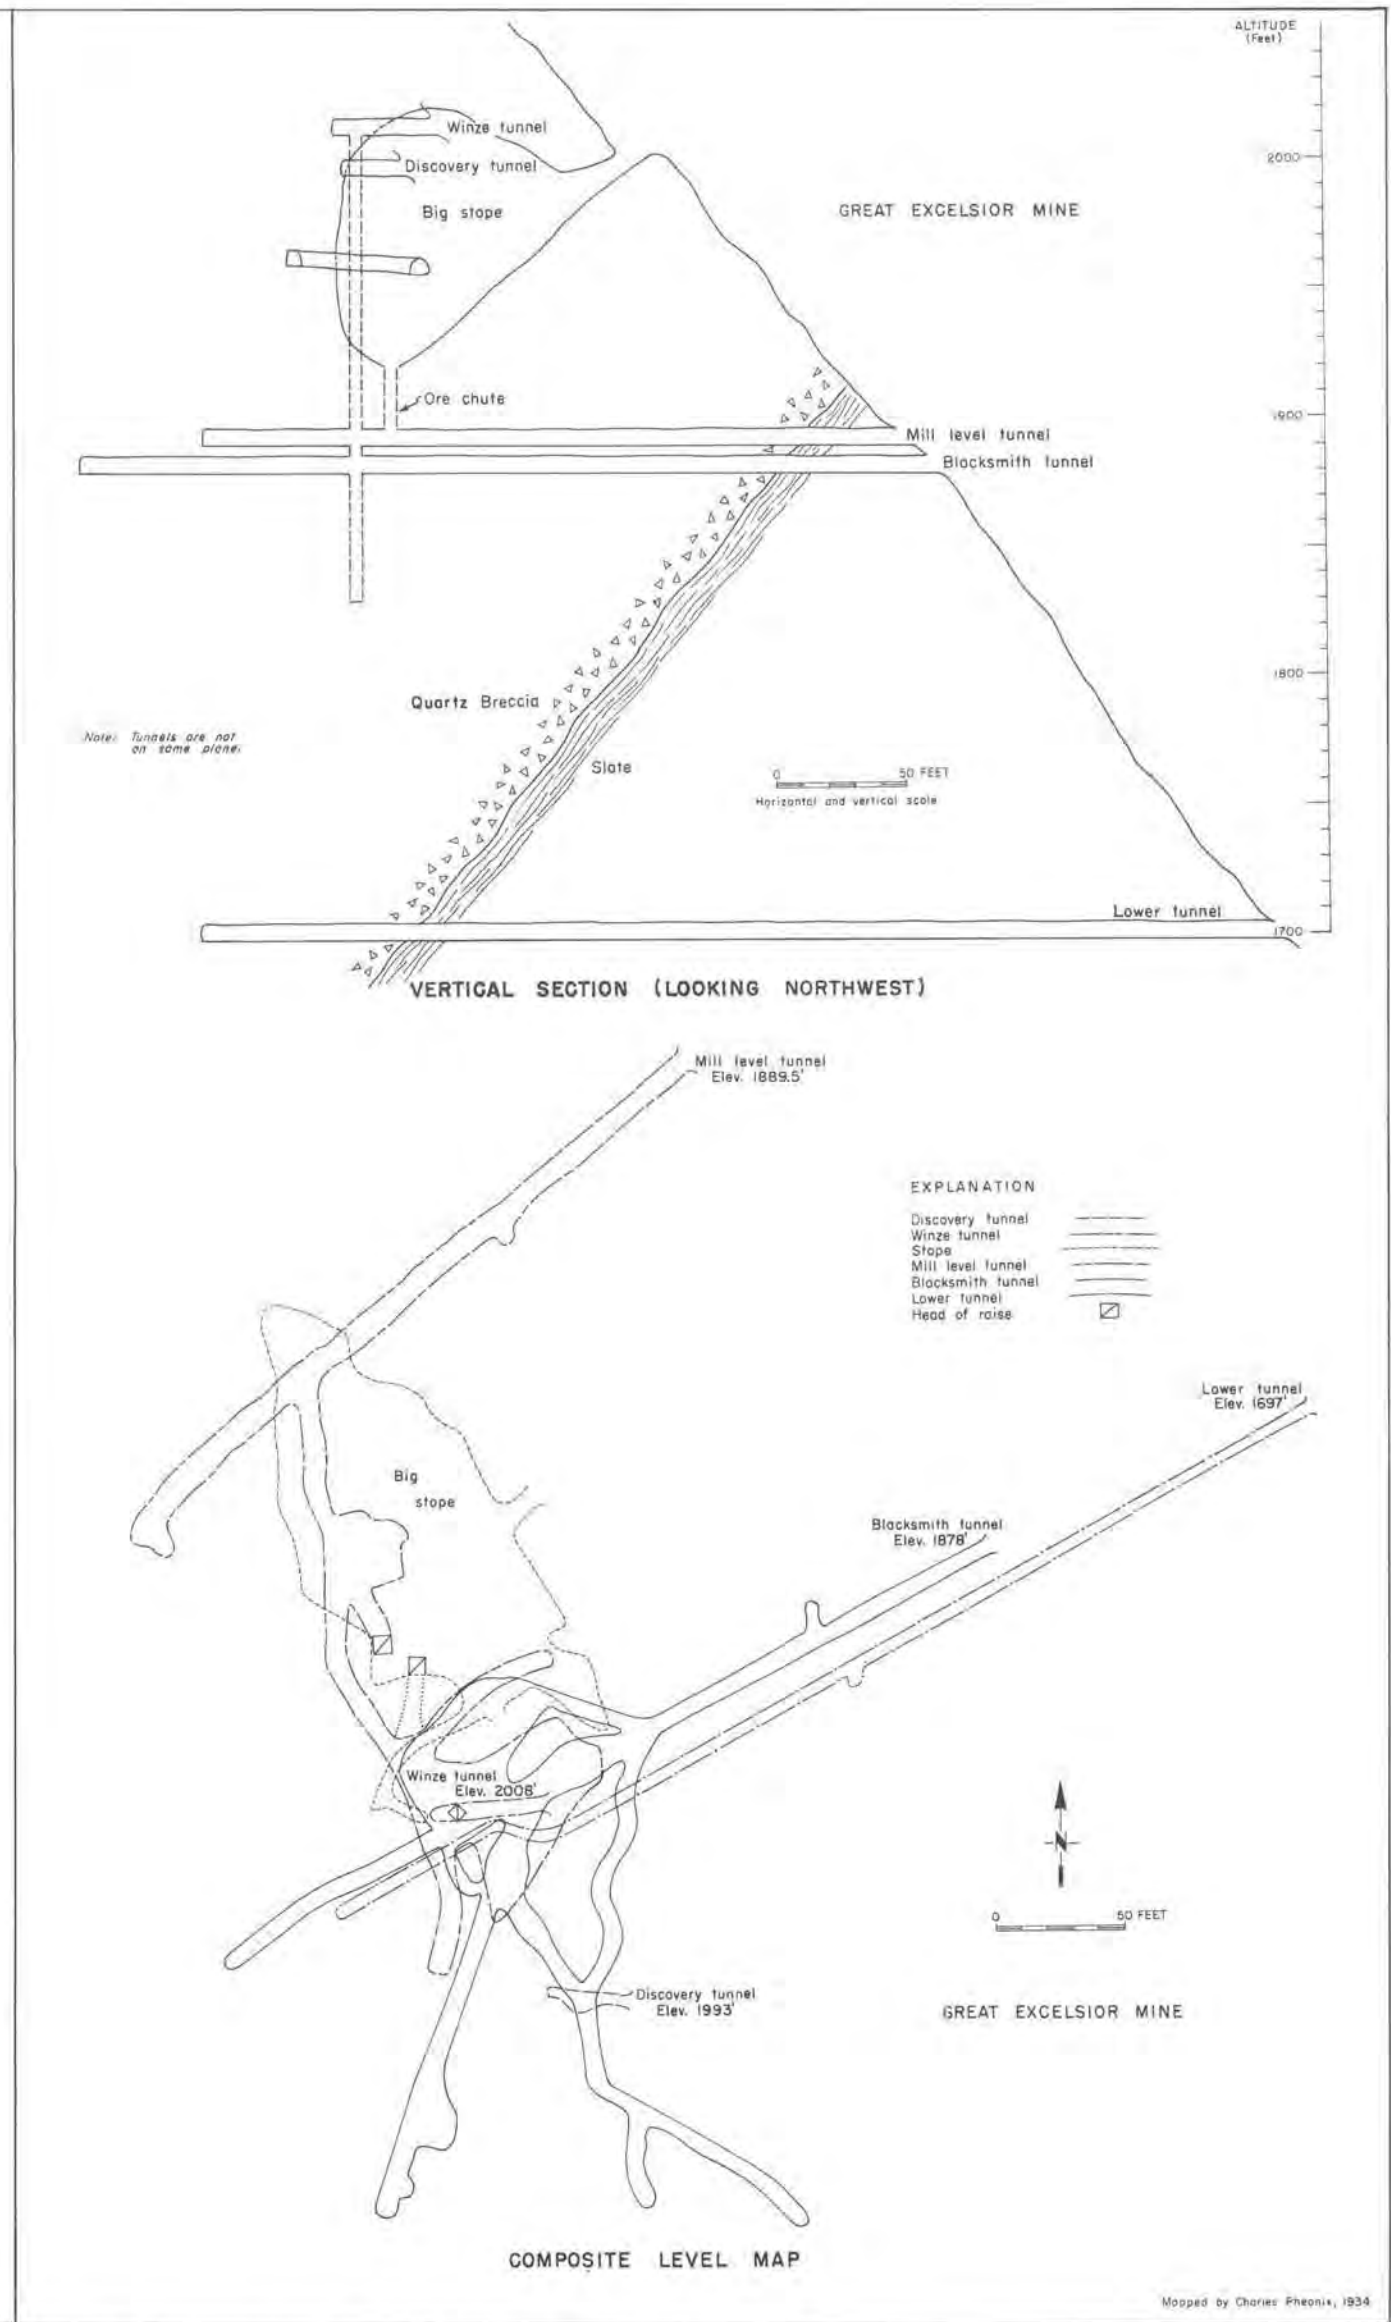 ALTITUDE
(Feet)
Winze tunnel
2000
Discovery tunnel
Big stope
GREAT EXCELSIOR MINE
Ore chute
1900
Mill level tunnel
Blacksmith tunnel
1800
Quartz Breccia
Note: Tunnels are not
on same plane.
Slate
0 50 FEET
Horizontal and vertical scale
Lower tunnel
1700
VERTICAL SECTION (LOOKING NORTHWEST)
Mill level tunnel
Elev. 1889.5'
EXPLANATION
Discovery tunnel
Winze tunnel
Stope
Mill level tunnel
Blacksmith tunnel
Lower tunnel
Head of raise
Lower tunnel
Elev. 1697'
Big
stope
Blacksmith tunnel
Elev. 1878'
Winze tunnel
Elev. 2008'
N
0 50 FEET
Discovery tunnel
Elev. 1993'
GREAT EXCELSIOR MINE
COMPOSITE LEVEL MAP
Mapped by Charles Pheonix, 1934